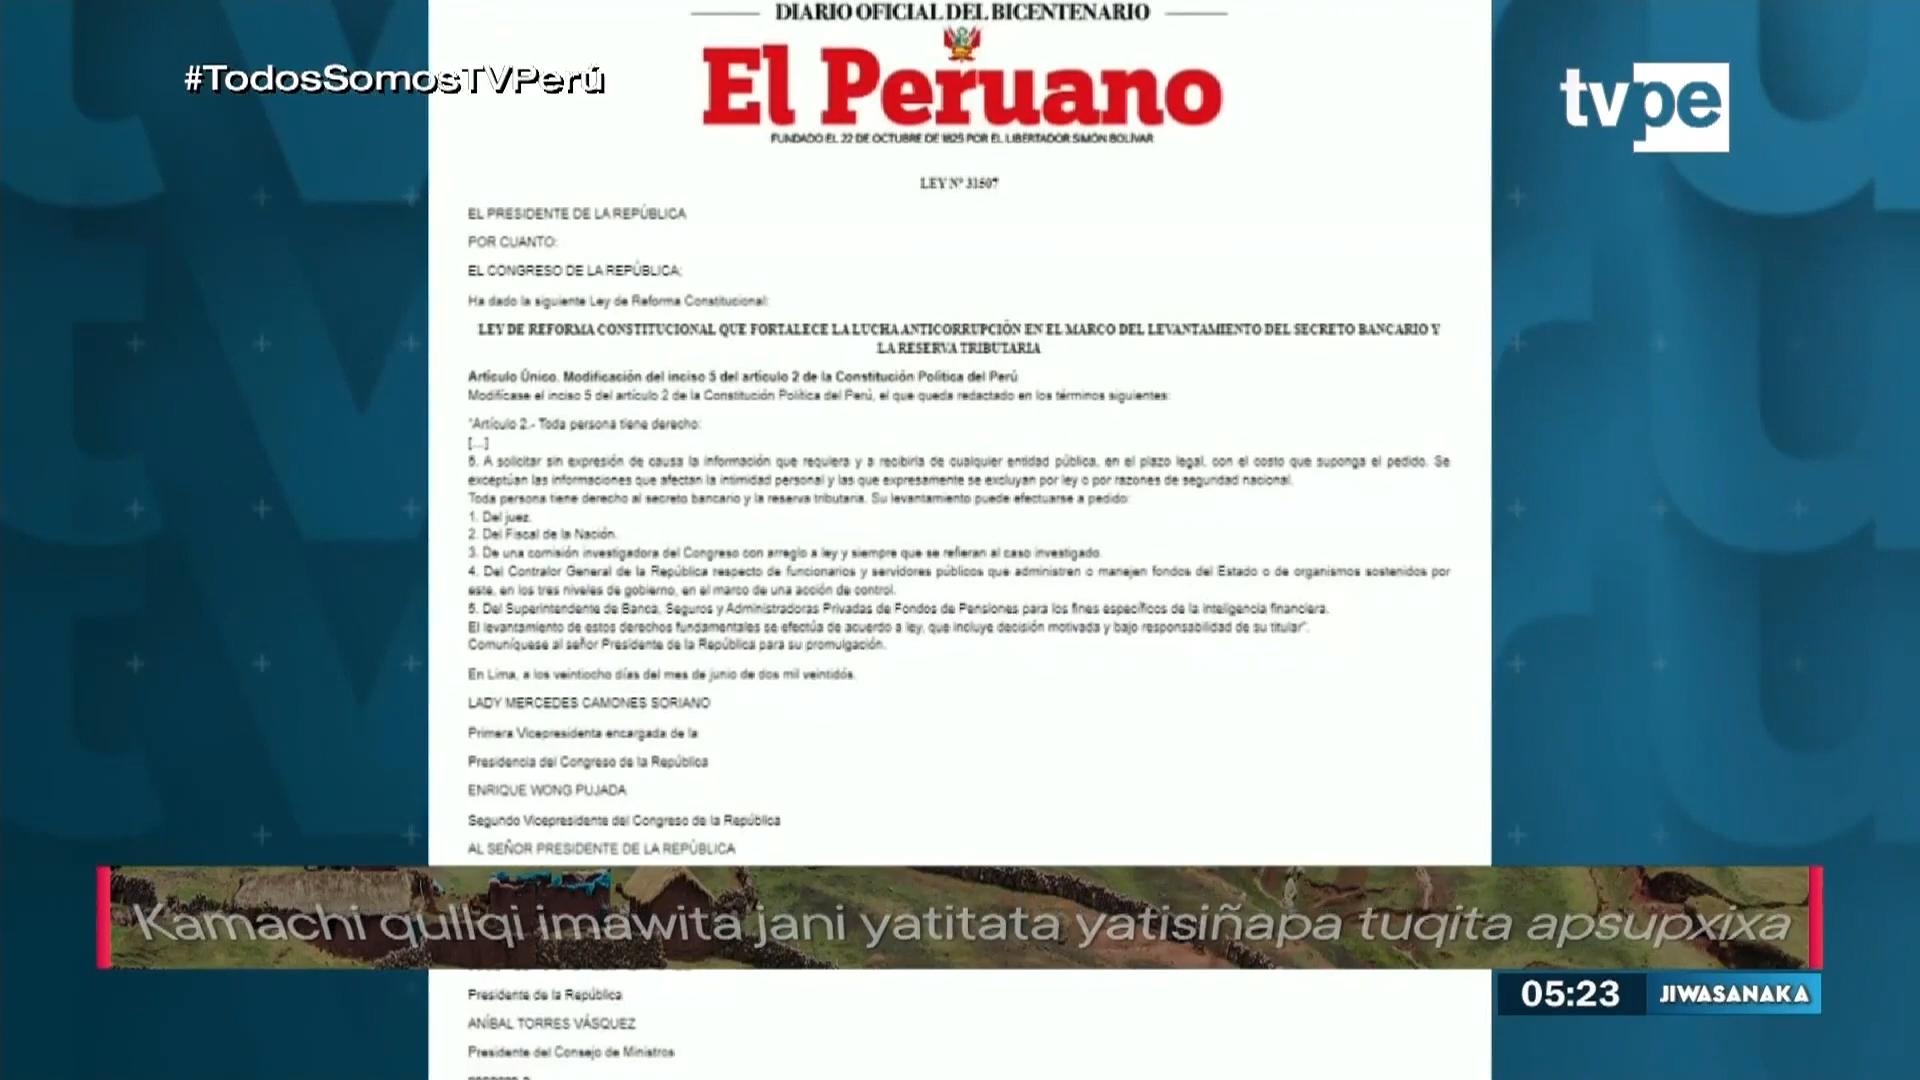 DIARIO OFICIAL DEL BICENTENARIO
#TodosSomosTVPerú
El Peruano
tvpe
FUNDADO EL 22 DE OCTUBRE DE 1825 POR EL LIBERTADOR SIMÓN BOLÍVAR
LEY Nº 31507
EL PRESIDENTE DE LA REPÚBLICA
POR CUANTO:
EL CONGRESO DE LA REPÚBLICA;
Ha dado la siguiente Ley de Reforma Constitucional:
LEY DE REFORMA CONSTITUCIONAL QUE FORTALECE LA LUCHA ANTICORRUPCIÓN EN EL MARCO DEL LEVANTAMIENTO DEL SECRETO BANCARIO Y
LA RESERVA TRIBUTARIA
Artículo Único. Modificación del inciso 5 del artículo 2 de la Constitución Política del Perú
Modifícase el inciso 5 del artículo 2 de la Constitución Política del Perú, el que queda redactado en los términos siguientes:
"Artículo 2.- Toda persona tiene derecho:
[...]
5. A solicitar sin expresión de causa la información que requiera y a recibirla de cualquier entidad pública, en el plazo legal, con el costo que suponga el pedido. Se
exceptúan las informaciones que afectan la intimidad personal y las que expresamente se excluyan por ley o por razones de seguridad nacional.
Toda persona tiene derecho al secreto bancario y la reserva tributaria. Su levantamiento puede efectuarse a pedido:
1. Del juez.
2. Del Fiscal de la Nación.
3. De una comisión investigadora del Congreso con arreglo a ley y siempre que se refieran al caso investigado.
4. Del Contralor General de la República respecto de funcionarios y servidores públicos que administren o manejen fondos del Estado o de organismos sostenidos por
este, en los tres niveles de gobierno, en el marco de una acción de control.
5. Del Superintendente de Banca, Seguros y Administradoras Privadas de Fondos de Pensiones para los fines específicos de la inteligencia financiera.
El levantamiento de estos derechos fundamentales se efectúa de acuerdo a ley, que incluye decisión motivada y bajo responsabilidad de su titular".
Comuníquese al señor Presidente de la República para su promulgación.
En Lima, a los veintiocho días del mes de junio de dos mil veintidós.
LADY MERCEDES CAMONES SORIANO
Primera Vicepresidenta encargada de la
Presidencia del Congreso de la República
ENRIQUE WONG PUJADA
Segundo Vicepresidente del Congreso de la República
AL SEÑOR PRESIDENTE DE LA REPÚBLICA
Kamachi qullqi imawita jani yatitata yatisiñapa tuqita apsupxixa
Presidente de la República
05:23 JIWASANAKA
ANÍBAL TORRES VÁSQUEZ
Presidente del Consejo de Ministros